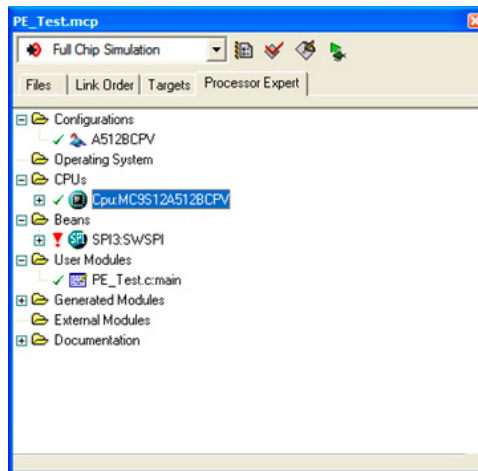 PE_Test.mcp
Full Chip Simulation
Files Link Order Targets Processor Expert
Configurations
A512BCPV
Operating System
CPUs
Cpu:MC9S12A512BCPV
Beans
SPI3:SWSPI
User Modules
PE_Test.c:main
Generated Modules
External Modules
Documentation